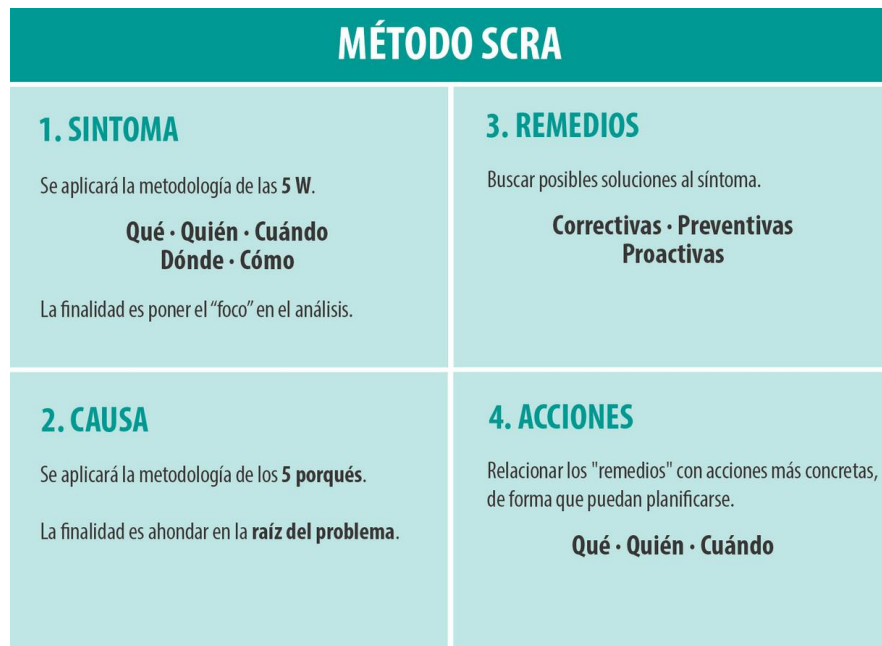 MÉTODO SCRA
1. SINTOMA
Se aplicará la metodología de las 5 W.
Qué · Quién · Cuándo
Dónde · Cómo
La finalidad es poner el “foco” en el análisis.
2. CAUSA
Se aplicará la metodología de los 5 porqués.
La finalidad es ahondar en la raíz del problema.
3. REMEDIOS
Buscar posibles soluciones al síntoma.
Correctivas · Preventivas
Proactivas
4. ACCIONES
Relacionar los "remedios" con acciones más concretas,
de forma que puedan planificarse.
Qué · Quién · Cuándo